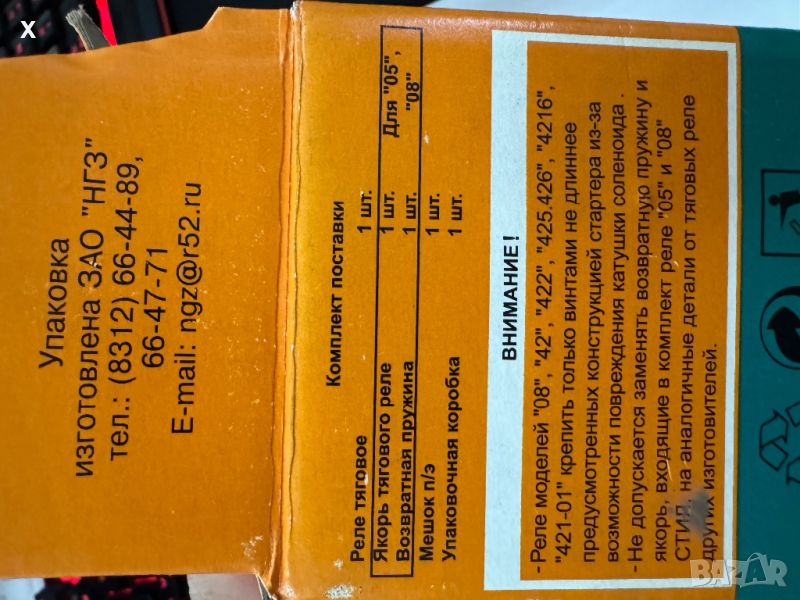 x
Упаковка
изготовлена ЗАО "НГЗ"
тел.: (8312) 66-44-89,
66-47-71
E-mail: ngz@r52.ru
Комплект поставки
Реле тяговое 1 шт.
Якорь тягового реле 1 шт. Для "05",
Возвратная пружина 1 шт. "08"
Мешок п/э 1 шт.
Упаковочная коробка 1 шт.
ВНИМАНИЕ!
- Реле моделей "08", "42", "422", "425.426", "4216",
"421-01" крепить только винтами не длиннее
предусмотренных конструкцией стартера из-за
возможности повреждения катушки соленоида .
- Не допускается заменять возвратную пружину и
якорь, входящие в комплект реле "05" и "08"
на аналогичные детали от тяговых реле
других изготовителей.
BAZAR